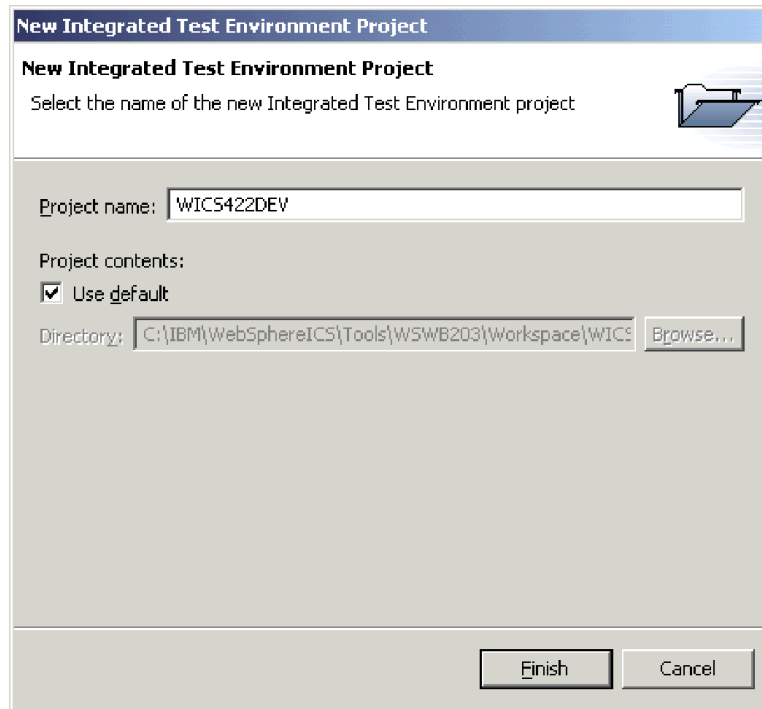 New Integrated Test Environment Project
New Integrated Test Environment Project
Select the name of the new Integrated Test Environment project
Project name: WICS422DEV
Project contents:
Use default
Directory: C:\IBM\WebSphereICS\Tools\WSWB203\Workspace\WICS Browse...
Finish Cancel